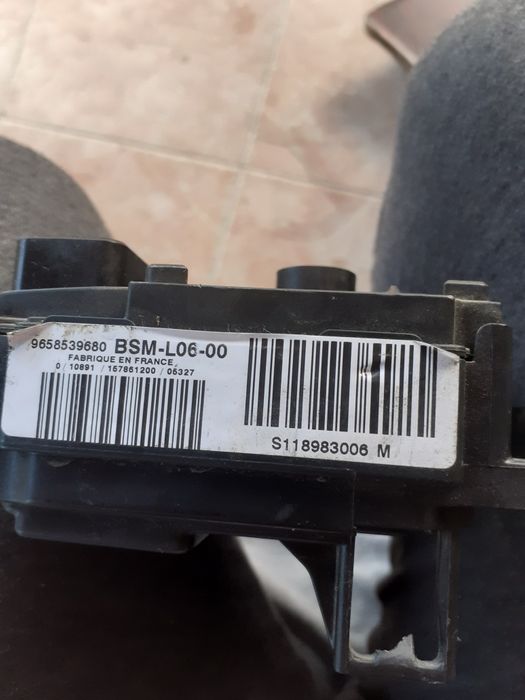 9658539680 BSM-L06-00
FABRIQUE EN FRANCE
0/10891 / 157861200 / 05327
S118983006 M